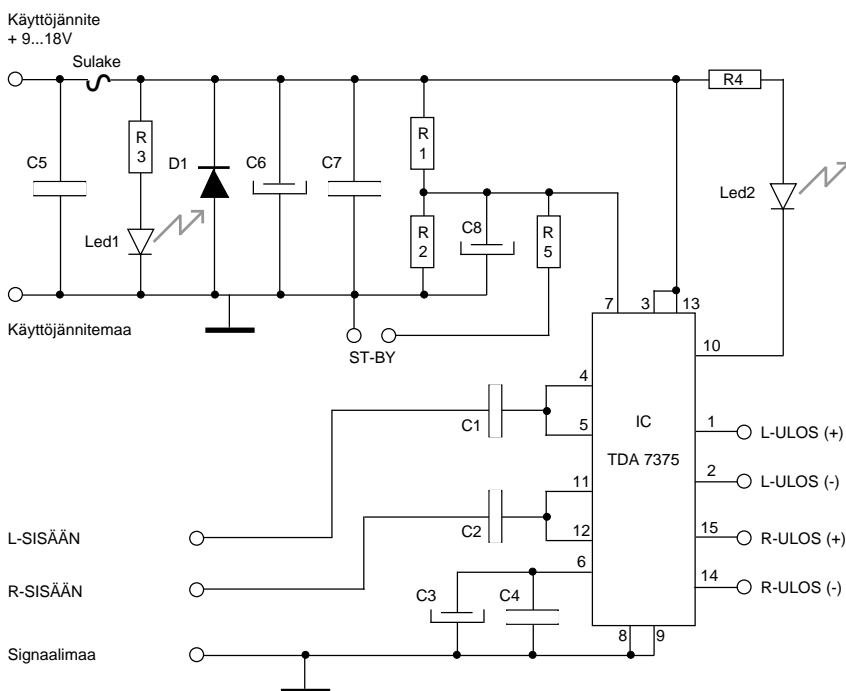 Käyttöjännite
+ 9...18V
Sulake
C5
R
3
Led1
D1
C6
C7
R
1
R
2
C8
R
5
R4
Led2
Käyttöjännitemaa
ST-BY
7
3
13
10
4
5
C1
IC
TDA 7375
1
L-ULOS (+)
2
L-ULOS (-)
11
12
C2
15
R-ULOS (+)
14
R-ULOS (-)
L-SISÄÄN
R-SISÄÄN
6
C3
C4
8
9
Signaalimaa